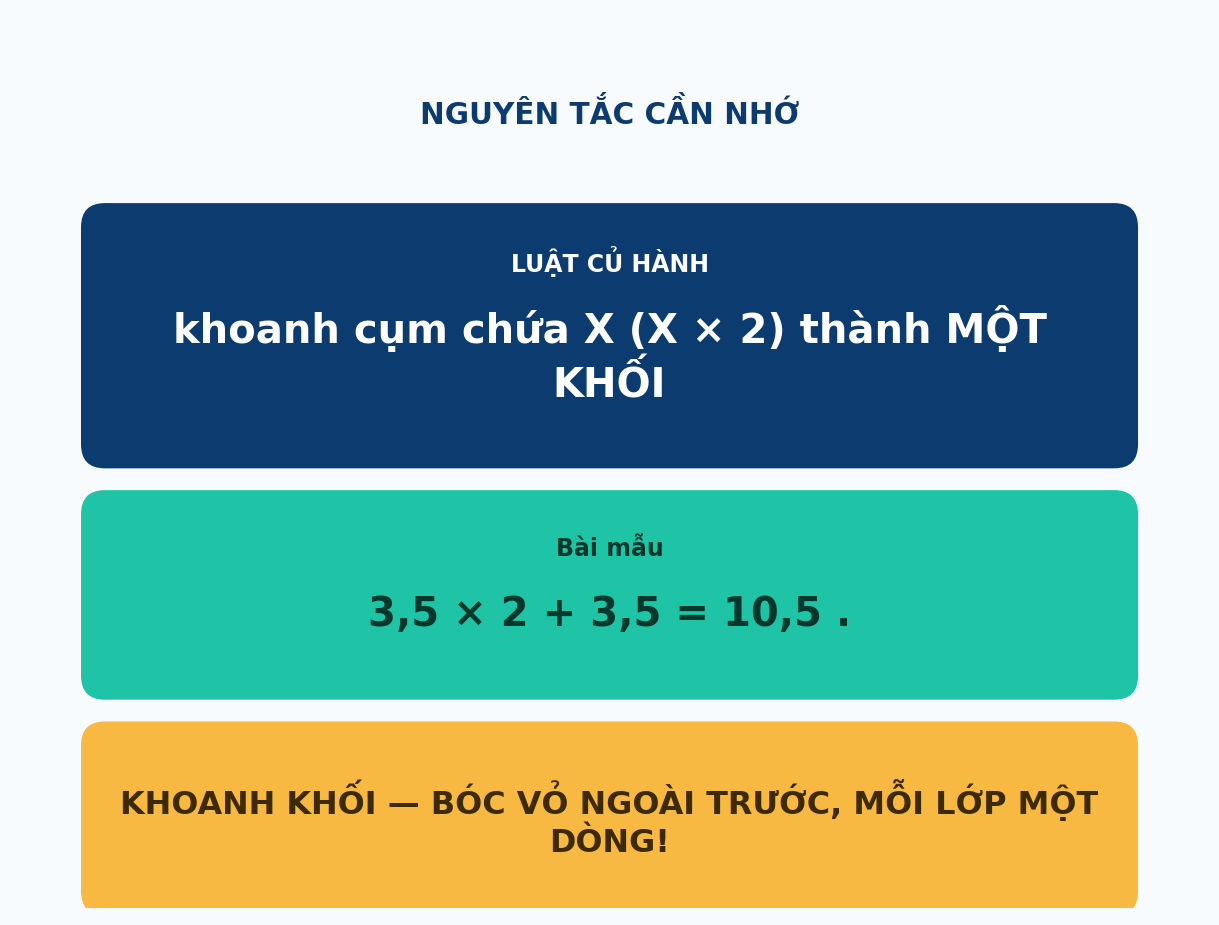 NGUYÊN TẮC CẦN NHỚ
LUẬT CỦ HÀNH
khoanh cụm chứa X (X × 2) thành MỘT
KHỐI
Bài mẫu
3,5 × 2 + 3,5 = 10,5 .
KHOANH KHỐI — BÓC VỎ NGOÀI TRƯỚC, MỖI LỚP MỘT
DÒNG!